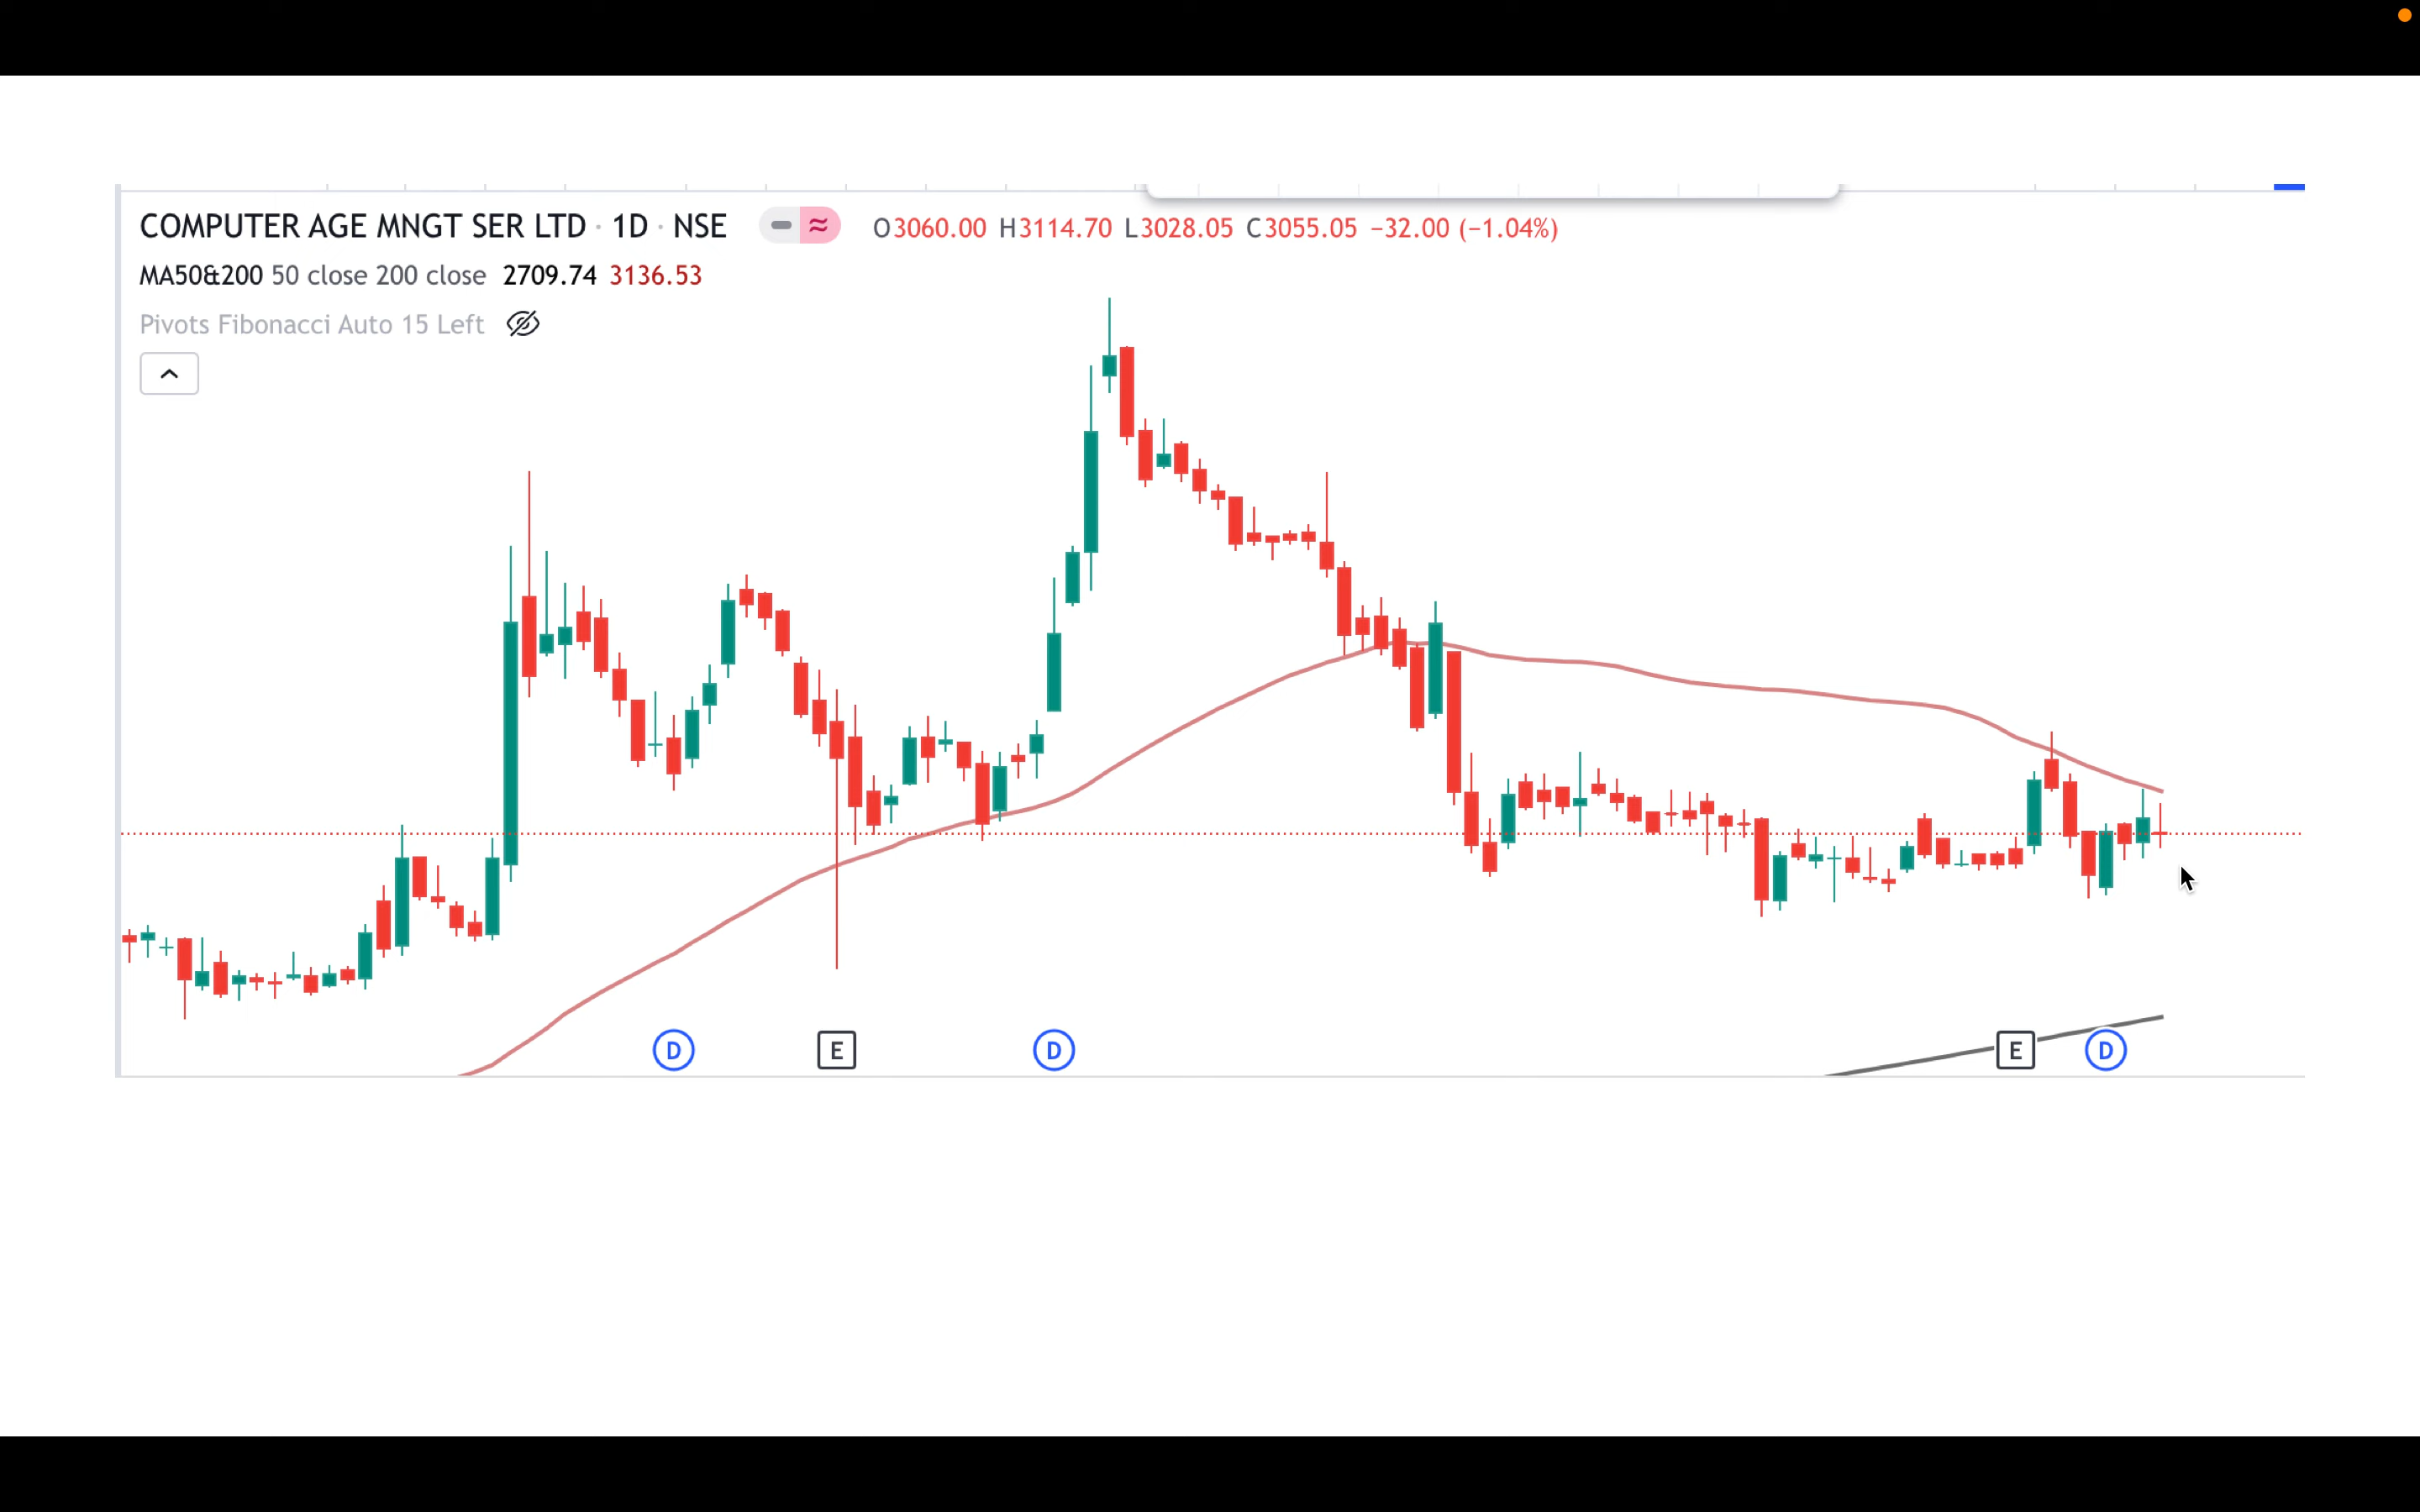 COMPUTER AGE MNGT SER LTD · 1D · NSE O3060.00 H3114.70 L3028.05 C3055.05 −32.00 (−1.04%)
MA50&200 50 close 200 close 2709.74 3136.53
Pivots Fibonacci Auto 15 Left
D E D E D